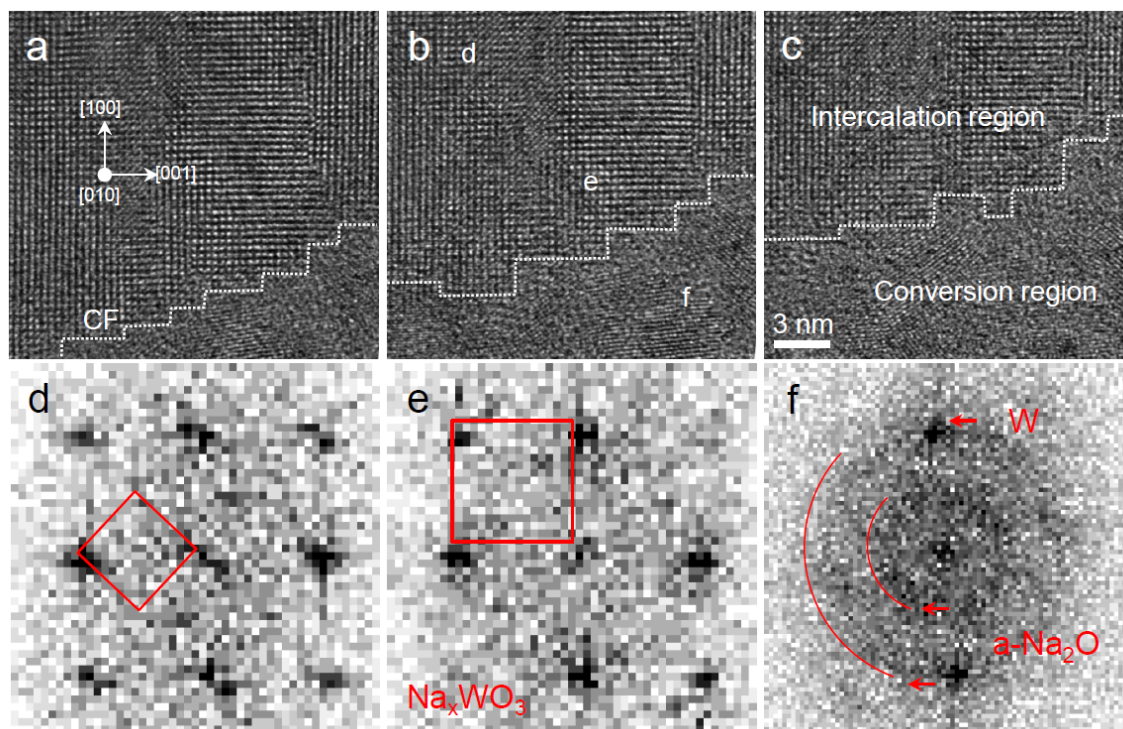 a
[100]
[001]
[010]
CF
b
d
e
f
c
Intercalation region
Conversion region
3 nm
d
e
NaₓWO₃
f
W
a-Na₂O